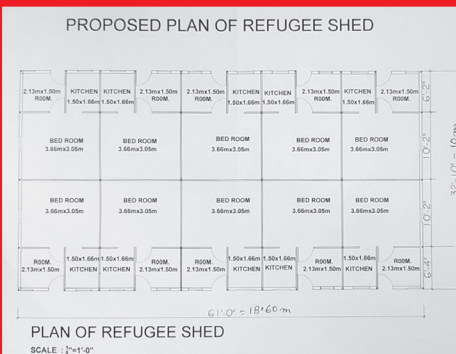 PROPOSED PLAN OF REFUGEE SHED
2.13mx1.50m ROOM. KITCHEN 1.50x1.66m KITCHEN 1.50x1.66m 2.13mx1.50m ROOM. 2.13mx1.50m ROOM. KITCHEN 1.50x1.66m KITCHEN 1.50x1.66m 2.13mx1.50m ROOM. KITCHEN 1.50x1.66m 2.13mx1.50m ROOM.
6'-2"
BED ROOM BED ROOM BED ROOM BED ROOM BED ROOM
3.66mx3.05m 3.66mx3.05m 3.66mx3.05m 3.66mx3.05m 3.66mx3.05m
10'-2"
32'-10" = 10m
BED ROOM BED ROOM BED ROOM BED ROOM BED ROOM
3.66mx3.05m 3.66mx3.05m 3.66mx3.05m 3.66mx3.05m 3.66mx3.05m
10'-2"
ROOM. 2.13mx1.50m 1.50x1.66m KITCHEN 1.50x1.66m KITCHEN ROOM. 2.13mx1.50m ROOM. 2.13mx1.50m 1.50x1.66m KITCHEN 1.50x1.66m KITCHEN ROOM. 2.13mx1.50m 1.50x1.66m KITCHEN ROOM. 2.13mx1.50m
6'-4"
61'-0" = 18.60 m
PLAN OF REFUGEE SHED
SCALE : =1'-0"